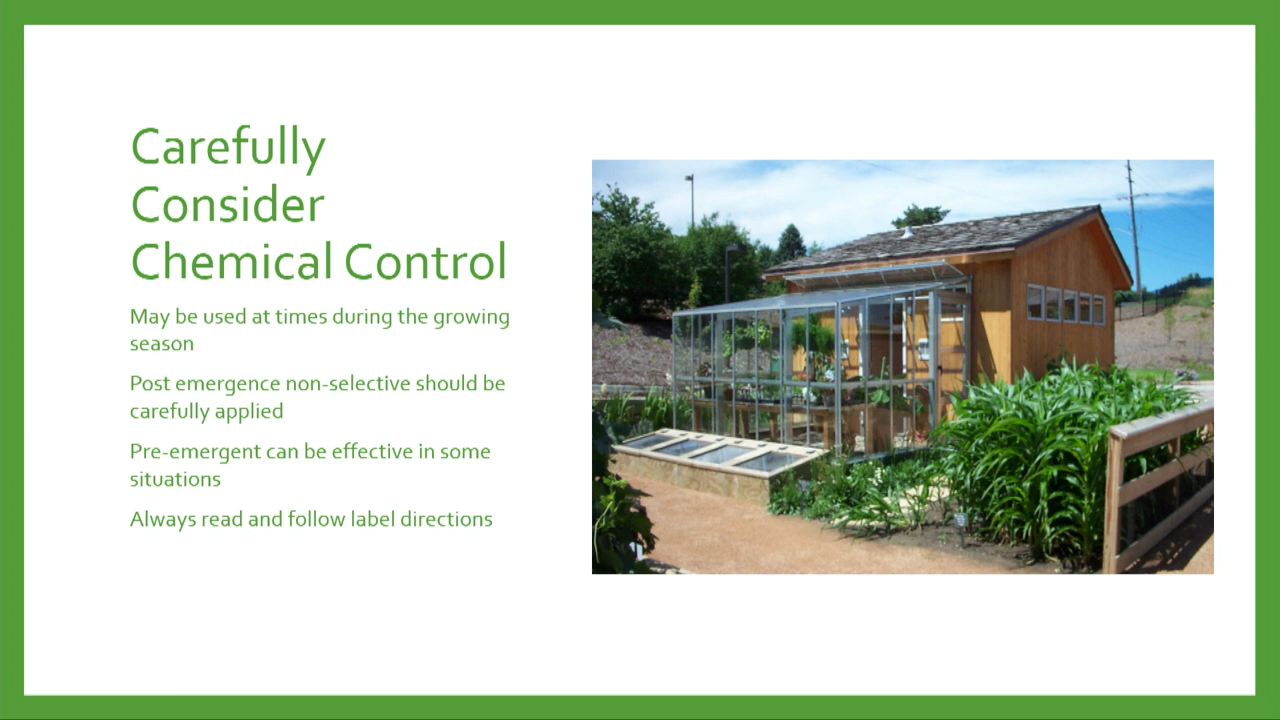 Carefully
Consider
Chemical Control
May be used at times during the growing
season
Post emergence non-selective should be
carefully applied
Pre-emergent can be effective in some
situations
Always read and follow label directions